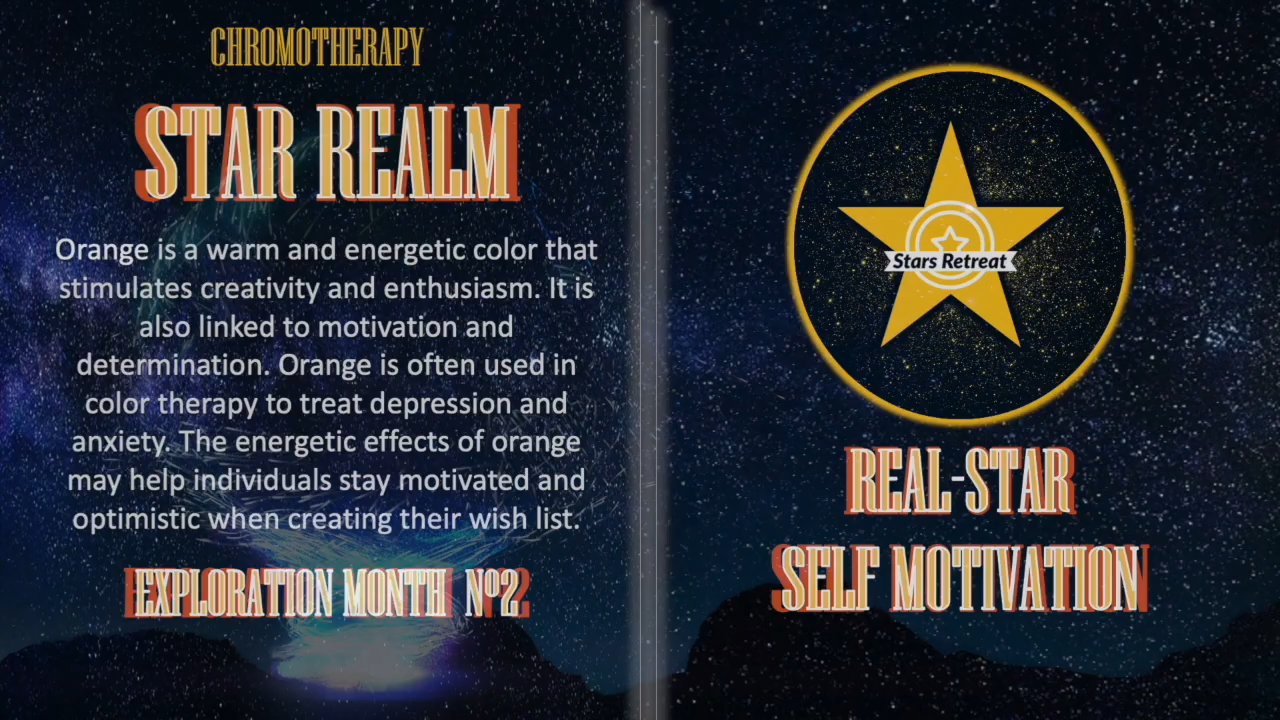 CHROMOTHERAPY
STAR REALM
Orange is a warm and energetic color that
stimulates creativity and enthusiasm. It is
also linked to motivation and
determination. Orange is often used in
color therapy to treat depression and
anxiety. The energetic effects of orange
may help individuals stay motivated and
optimistic when creating their wish list.
EXPLORATION MONTH Nº2
Stars Retreat
REAL-STAR
SELF MOTIVATION